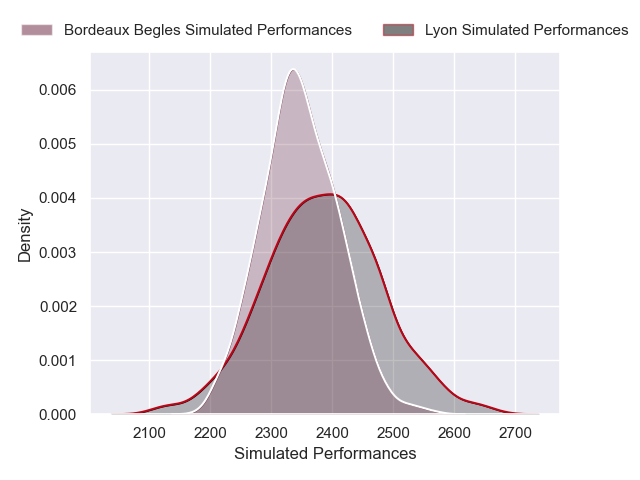 Bordeaux Begles Simulated Performances
Lyon Simulated Performances
0.006
0.005
0.004
0.003
0.002
0.001
0.000
Density
2100 2200 2300 2400 2500 2600 2700
Simulated Performances